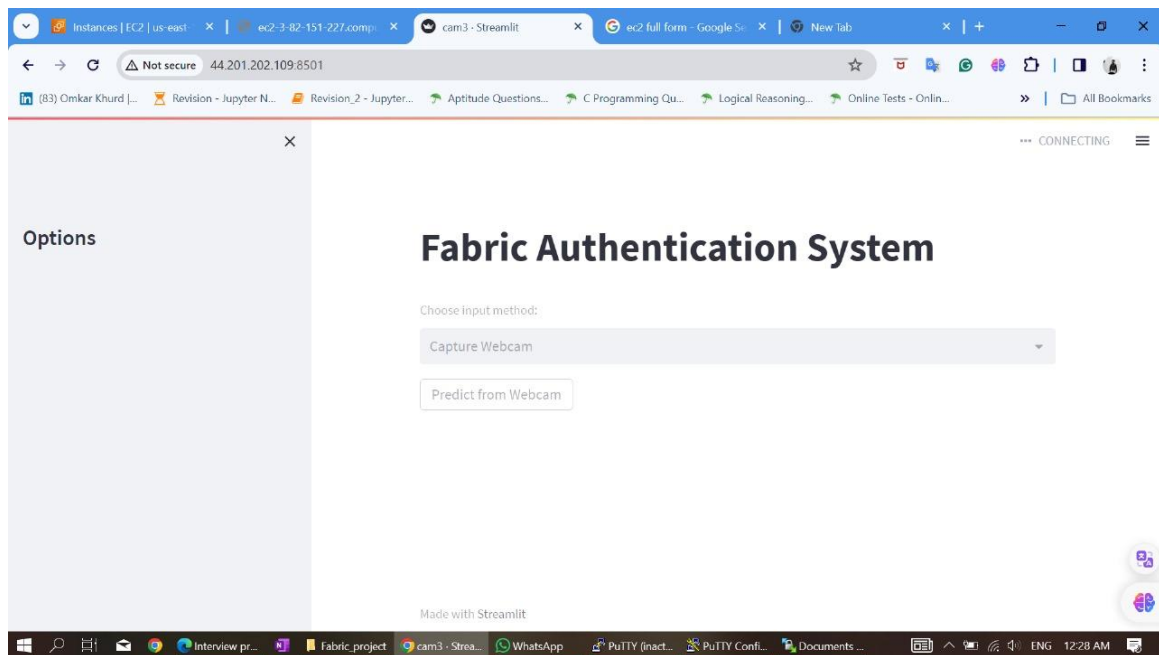 Instances | EC2 | us-east-
ec2-3-82-151-227.comp
cam3 · Streamlit
ec2 full form - Google Se
New Tab
Not secure 44.201.202.109:8501
(83) Omkar Khurd |...
Revision - Jupyter N...
Revision_2 - Jupyter...
Aptitude Questions...
C Programming Qu...
Logical Reasoning...
Online Tests - Onlin...
All Bookmarks
CONNECTING
Options
Fabric Authentication System
Choose input method:
Capture Webcam
Predict from Webcam
Made with Streamlit
Interview pr...
Fabric_project
cam3 - Strea...
WhatsApp
PuTTY (inact...
PuTTY Confi...
Documents ...
ENG
12:28 AM